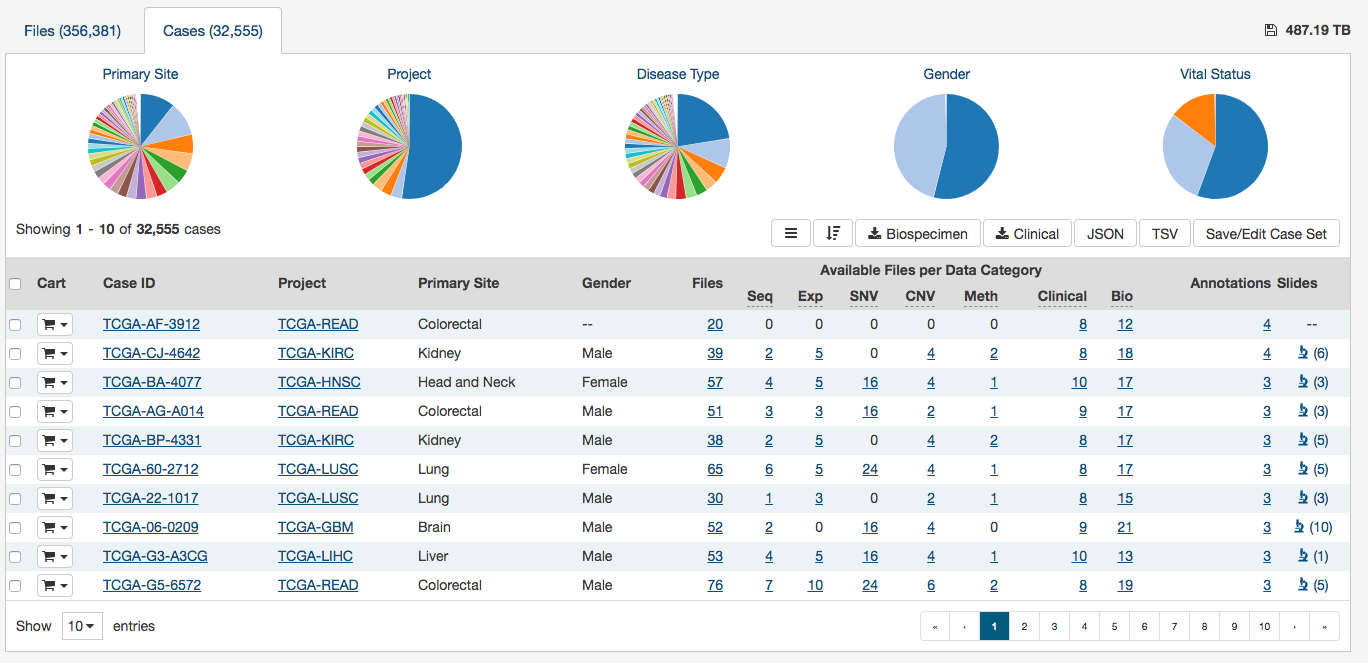 Files (356,381) Cases (32,555) 487.19 TB
Primary Site Project Disease Type Gender Vital Status
Showing 1 - 10 of 32,555 cases Biospecimen Clinical JSON TSV Save/Edit Case Set
Available Files per Data Category
Cart Case ID Project Primary Site Gender Files Seq Exp SNV CNV Meth Clinical Bio Annotations Slides
TCGA-AF-3912 TCGA-READ Colorectal -- 20 0 0 0 0 0 8 12 4 --
TCGA-CJ-4642 TCGA-KIRC Kidney Male 39 2 5 0 4 2 8 18 4 (6)
TCGA-BA-4077 TCGA-HNSC Head and Neck Female 57 4 5 16 4 1 10 17 3 (3)
TCGA-AG-A014 TCGA-READ Colorectal Male 51 3 3 16 2 1 9 17 3 (3)
TCGA-BP-4331 TCGA-KIRC Kidney Male 38 2 5 0 4 2 8 17 3 (5)
TCGA-60-2712 TCGA-LUSC Lung Female 65 6 5 24 4 1 8 17 3 (5)
TCGA-22-1017 TCGA-LUSC Lung Male 30 1 3 0 2 1 8 15 3 (3)
TCGA-06-0209 TCGA-GBM Brain Male 52 2 0 16 4 0 9 21 3 (10)
TCGA-G3-A3CG TCGA-LIHC Liver Male 53 4 5 16 4 1 10 13 3 (1)
TCGA-G5-6572 TCGA-READ Colorectal Male 76 7 10 24 6 2 8 19 3 (5)
Show 10 entries « ‹ 1 2 3 4 5 6 7 8 9 10 › »